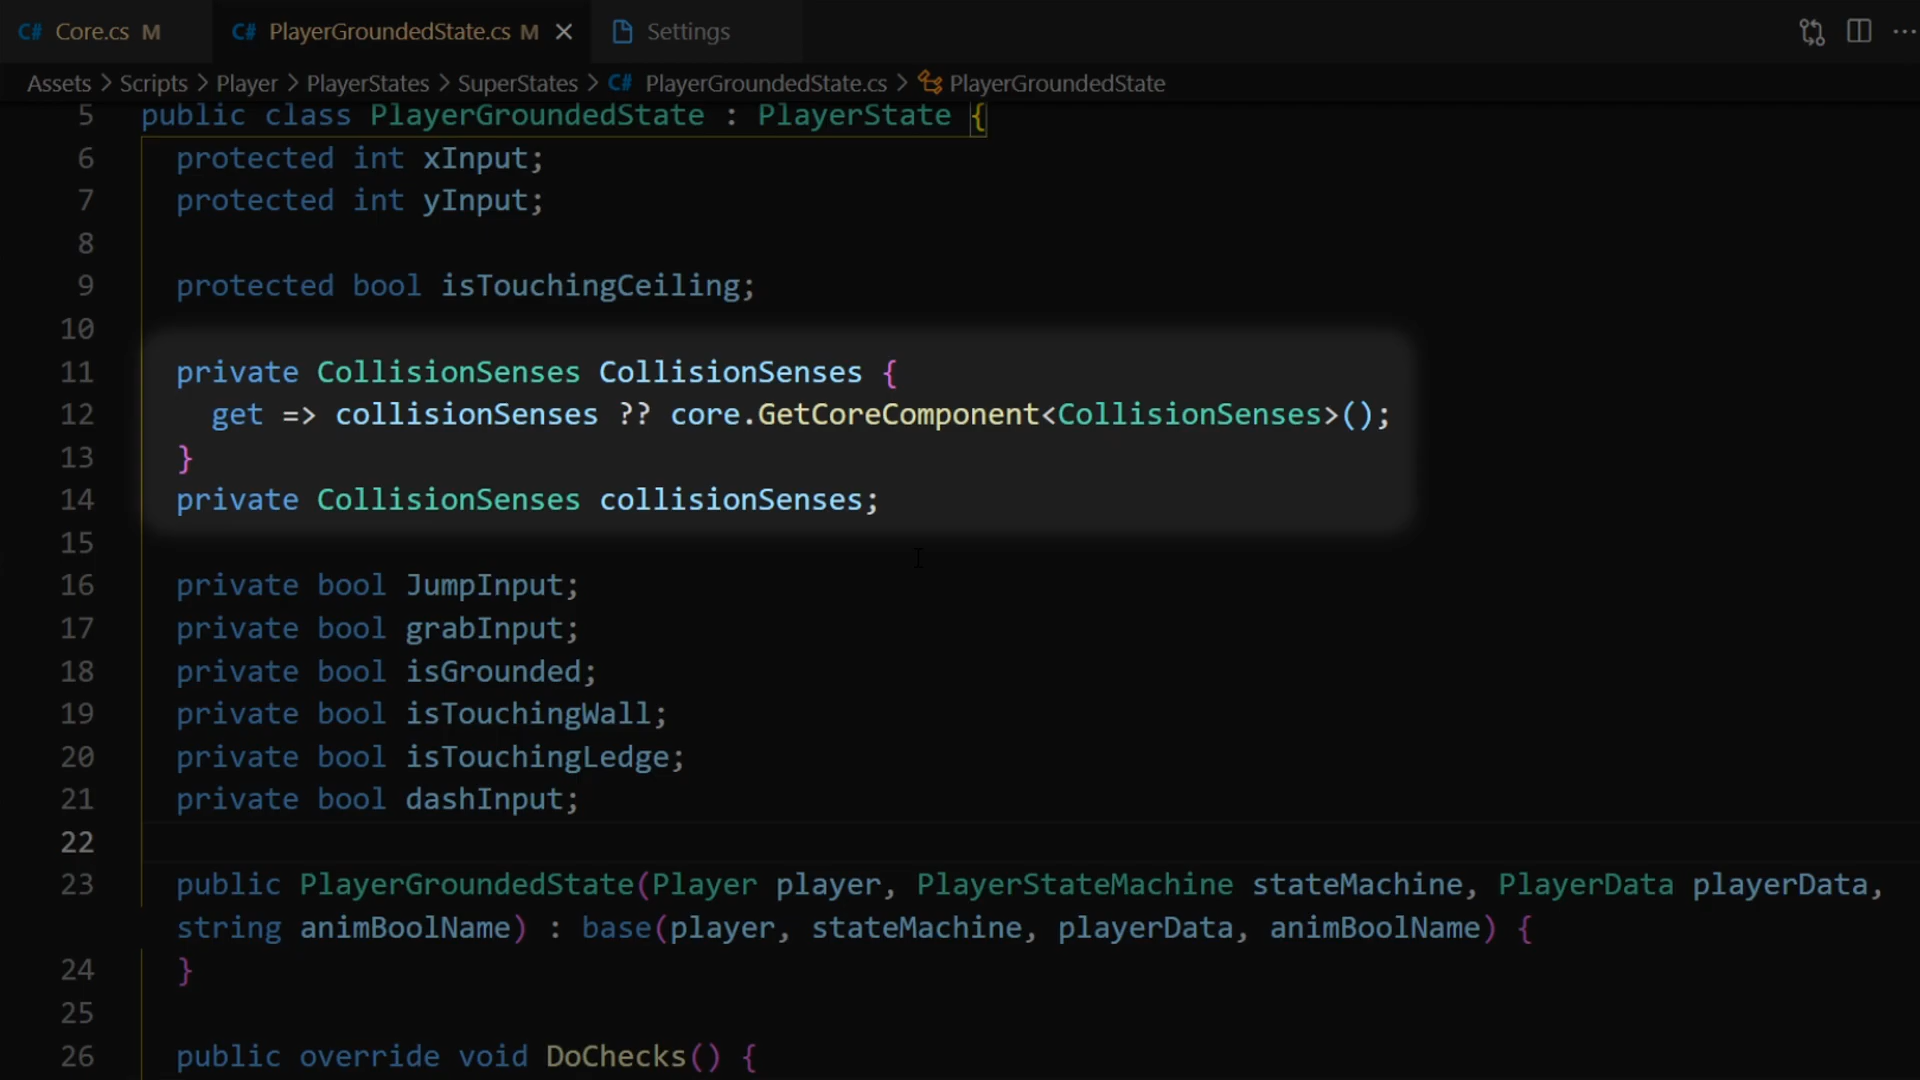 C# Core.cs M C# PlayerGroundedState.cs M Settings
Assets > Scripts > Player > PlayerStates > SuperStates > C# PlayerGroundedState.cs > PlayerGroundedState
5 public class PlayerGroundedState : PlayerState {
6 protected int xInput;
7 protected int yInput;
8
9 protected bool isTouchingCeiling;
10
11 private CollisionSenses CollisionSenses {
12 get => collisionSenses ?? core.GetCoreComponent<CollisionSenses>();
13 }
14 private CollisionSenses collisionSenses;
15
16 private bool JumpInput;
17 private bool grabInput;
18 private bool isGrounded;
19 private bool isTouchingWall;
20 private bool isTouchingLedge;
21 private bool dashInput;
22
23 public PlayerGroundedState(Player player, PlayerStateMachine stateMachine, PlayerData playerData,
string animBoolName) : base(player, stateMachine, playerData, animBoolName) {
24 }
25
26 public override void DoChecks() {